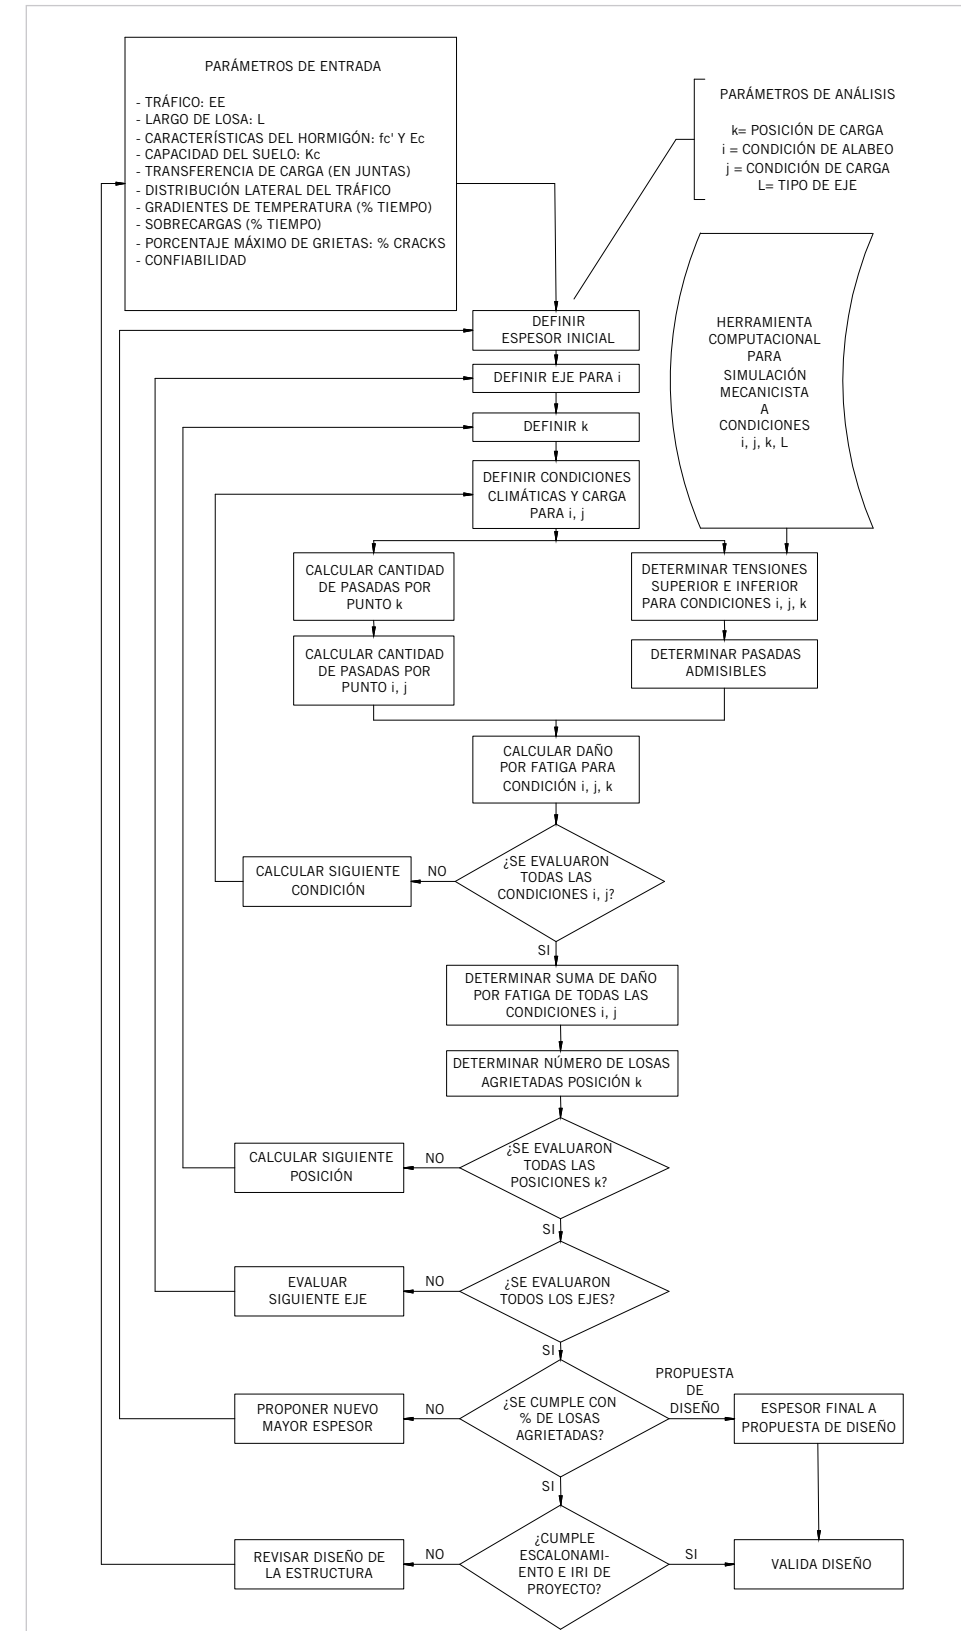 PARÁMETROS DE ENTRADA
- TRÁFICO: EE
- LARGO DE LOSA: L
- CARACTERÍSTICAS DEL HORMIGÓN: fc' Y Ec
- CAPACIDAD DEL SUELO: Kc
- TRANSFERENCIA DE CARGA (EN JUNTAS)
- DISTRIBUCIÓN LATERAL DEL TRÁFICO
- GRADIENTES DE TEMPERATURA (% TIEMPO)
- SOBRECARGAS (% TIEMPO)
- PORCENTAJE MÁXIMO DE GRIETAS: % CRACKS
- CONFIABILIDAD
PARÁMETROS DE ANÁLISIS
k= POSICIÓN DE CARGA
i = CONDICIÓN DE ALABEO
j = CONDICIÓN DE CARGA
L= TIPO DE EJE
HERRAMIENTA
COMPUTACIONAL
PARA
SIMULACIÓN
MECANICISTA
A
CONDICIONES
i, j, k, L
DEFINIR
ESPESOR INICIAL
DEFINIR EJE PARA i
DEFINIR k
DEFINIR CONDICIONES
CLIMÁTICAS Y CARGA
PARA i, j
CALCULAR CANTIDAD
DE PASADAS POR
PUNTO k
DETERMINAR TENSIONES
SUPERIOR E INFERIOR
PARA CONDICIONES i, j, k
CALCULAR CANTIDAD
DE PASADAS POR
PUNTO i, j
DETERMINAR PASADAS
ADMISIBLES
CALCULAR DAÑO
POR FATIGA PARA
CONDICIÓN i, j, k
¿SE EVALUARON
TODAS LAS
CONDICIONES i, j?
NO
CALCULAR SIGUIENTE
CONDICIÓN
SI
DETERMINAR SUMA DE DAÑO
POR FATIGA DE TODAS LAS
CONDICIONES i, j
DETERMINAR NÚMERO DE LOSAS
AGRIETADAS POSICIÓN k
¿SE EVALUARON
TODAS LAS
POSICIONES k?
NO
CALCULAR SIGUIENTE
POSICIÓN
SI
¿SE EVALUARON
TODOS LOS EJES?
NO
EVALUAR
SIGUIENTE EJE
SI
¿SE CUMPLE CON
% DE LOSAS
AGRIETADAS?
NO
PROPONER NUEVO
MAYOR ESPESOR
PROPUESTA
DE
DISEÑO
ESPESOR FINAL A
PROPUESTA DE DISEÑO
SI
¿CUMPLE
ESCALONAMI-
ENTO E IRI DE
PROYECTO?
NO
REVISAR DISEÑO DE
LA ESTRUCTURA
SI
VALIDA DISEÑO